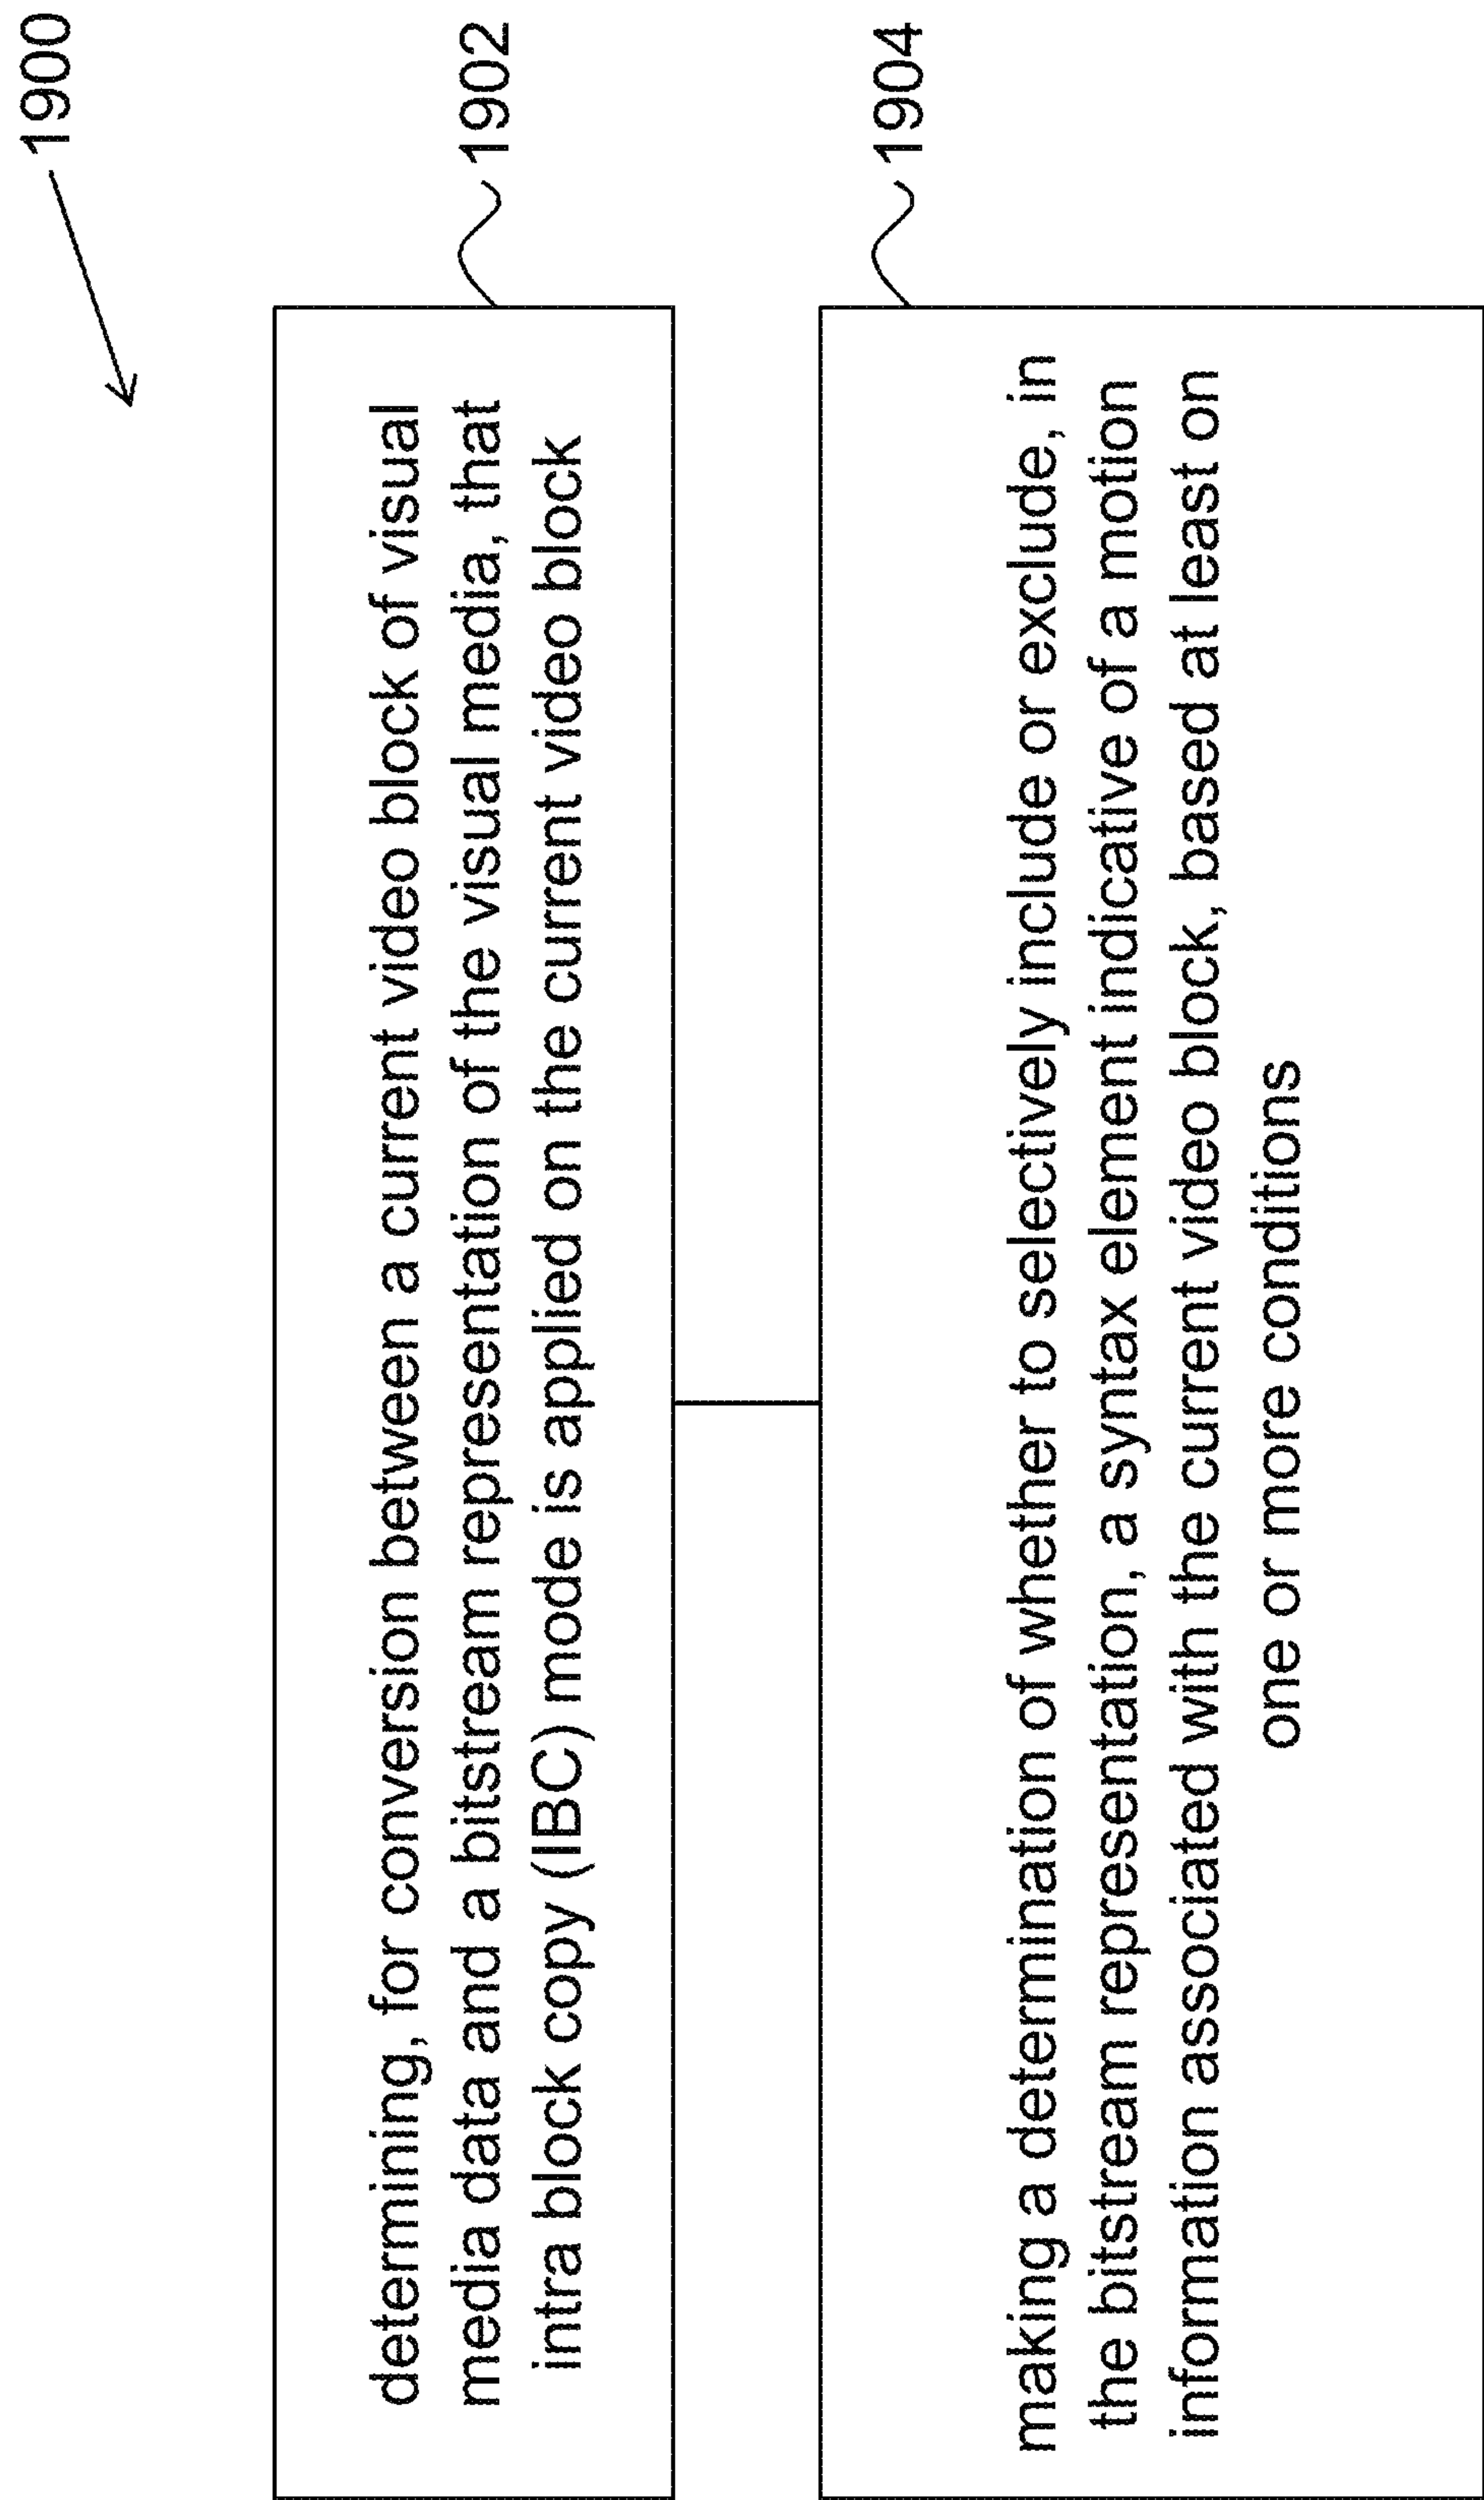 1900
determining, for conversion between a current video block of visual
media data and a bitstream representation of the visual media, that
intra block copy (IBC) mode is applied on the current video block
1902
making a determination of whether to selectively include or exclude, in
the bitstream representation, a syntax element indicative of a motion
information associated with the current video block, based at least on
one or more conditions
1904